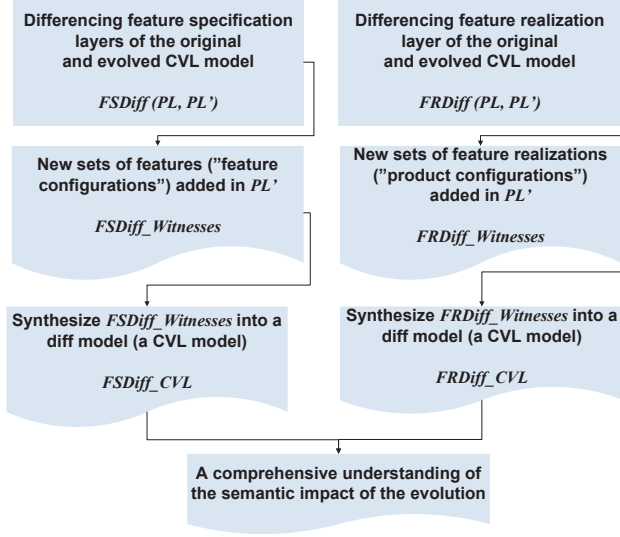 Differencing feature specification
layers of the original
and evolved CVL model
FSDiff (PL, PL’)
Differencing feature realization
layer of the original
and evolved CVL model
FRDiff (PL, PL’)
New sets of features (”feature
configurations”) added in PL’
FSDiff_Witnesses
New sets of feature realizations
(”product configurations”)
added in PL’
FRDiff_Witnesses
Synthesize FSDiff_Witnesses into a
diff model (a CVL model)
FSDiff_CVL
Synthesize FRDiff_Witnesses into a
diff model (a CVL model)
FRDiff_CVL
A comprehensive understanding of
the semantic impact of the evolution